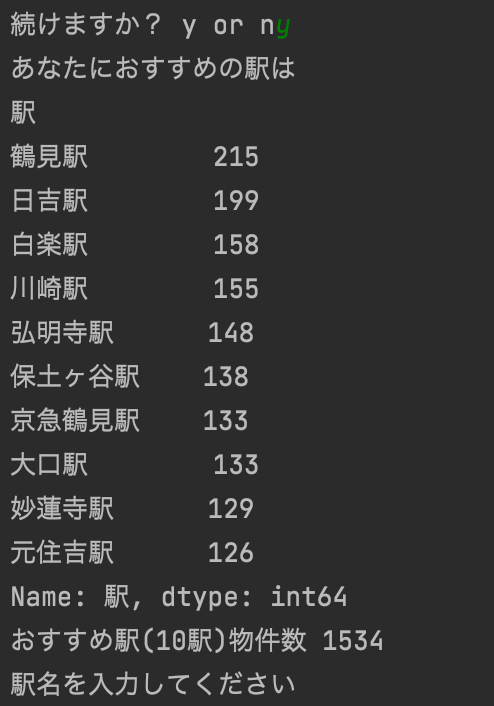 続けますか？ y or ny
あなたにおすすめの駅は
駅
鶴見駅 215
日吉駅 199
白楽駅 158
川崎駅 155
弘明寺駅 148
保土ヶ谷駅 138
京急鶴見駅 133
大口駅 133
妙蓮寺駅 129
元住吉駅 126
Name: 駅, dtype: int64
おすすめ駅(10駅)物件数 1534
駅名を入力してください